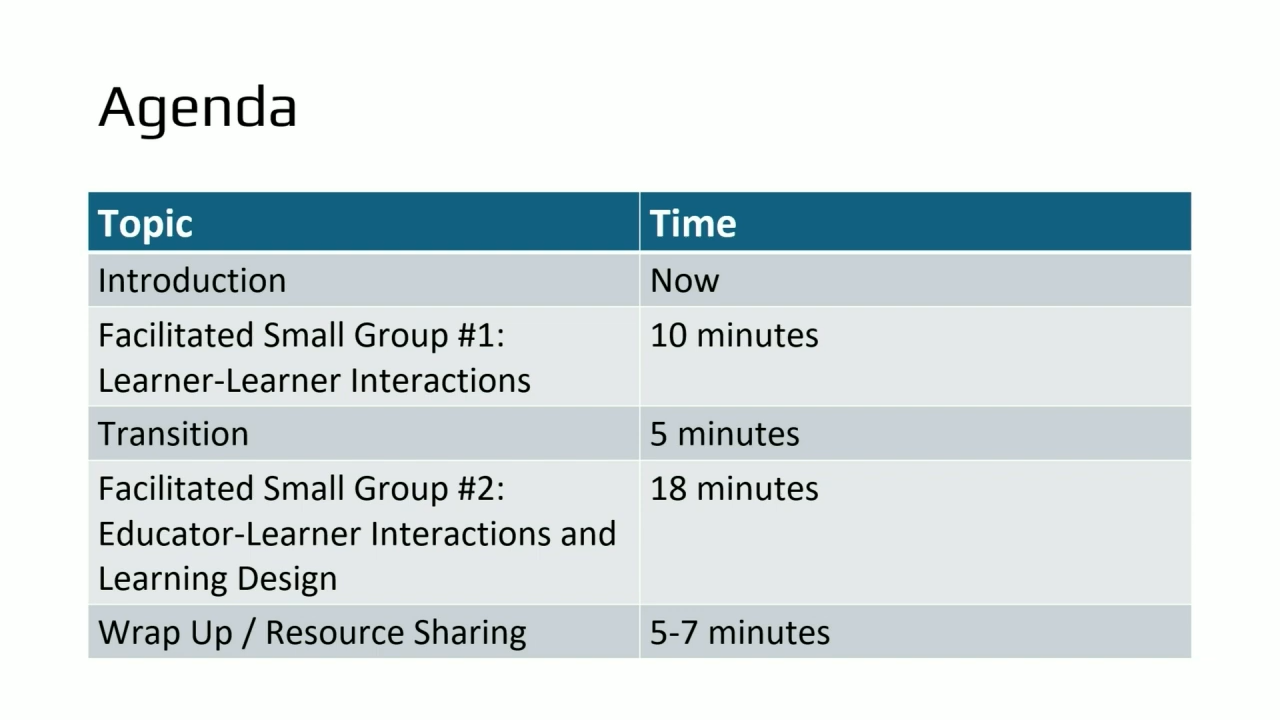 Agenda
Topic Time
Introduction Now
Facilitated Small Group #1: 10 minutes
Learner-Learner Interactions
Transition 5 minutes
Facilitated Small Group #2: 18 minutes
Educator-Learner Interactions and
Learning Design
Wrap Up / Resource Sharing 5-7 minutes